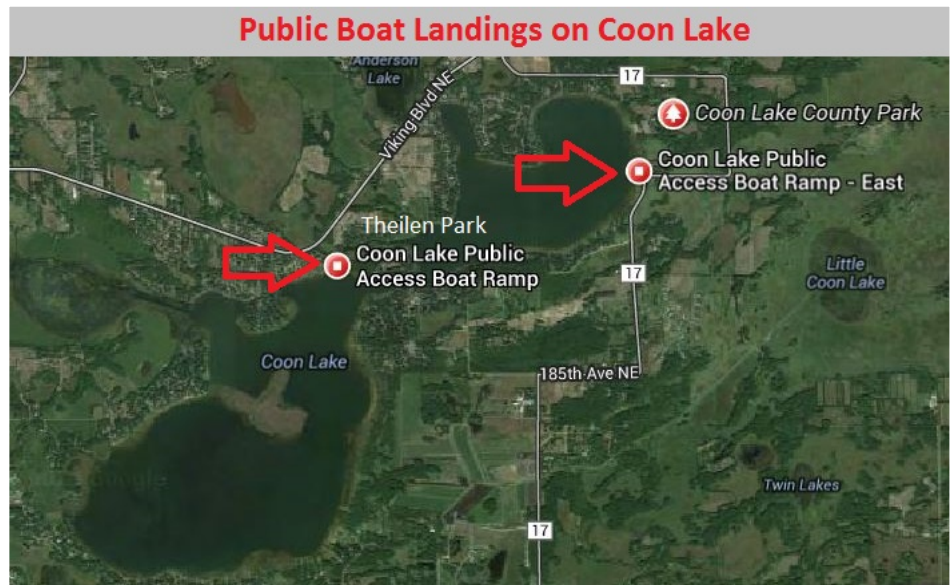 Public Boat Landings on Coon Lake
Anderson
Lake
17
Viking Blvd NE
Coon Lake County Park
Coon Lake Public
Access Boat Ramp - East
Theilen Park
Coon Lake Public
Access Boat Ramp
17
Little
Coon Lake
Coon Lake
185th Ave NE
Twin Lakes
17